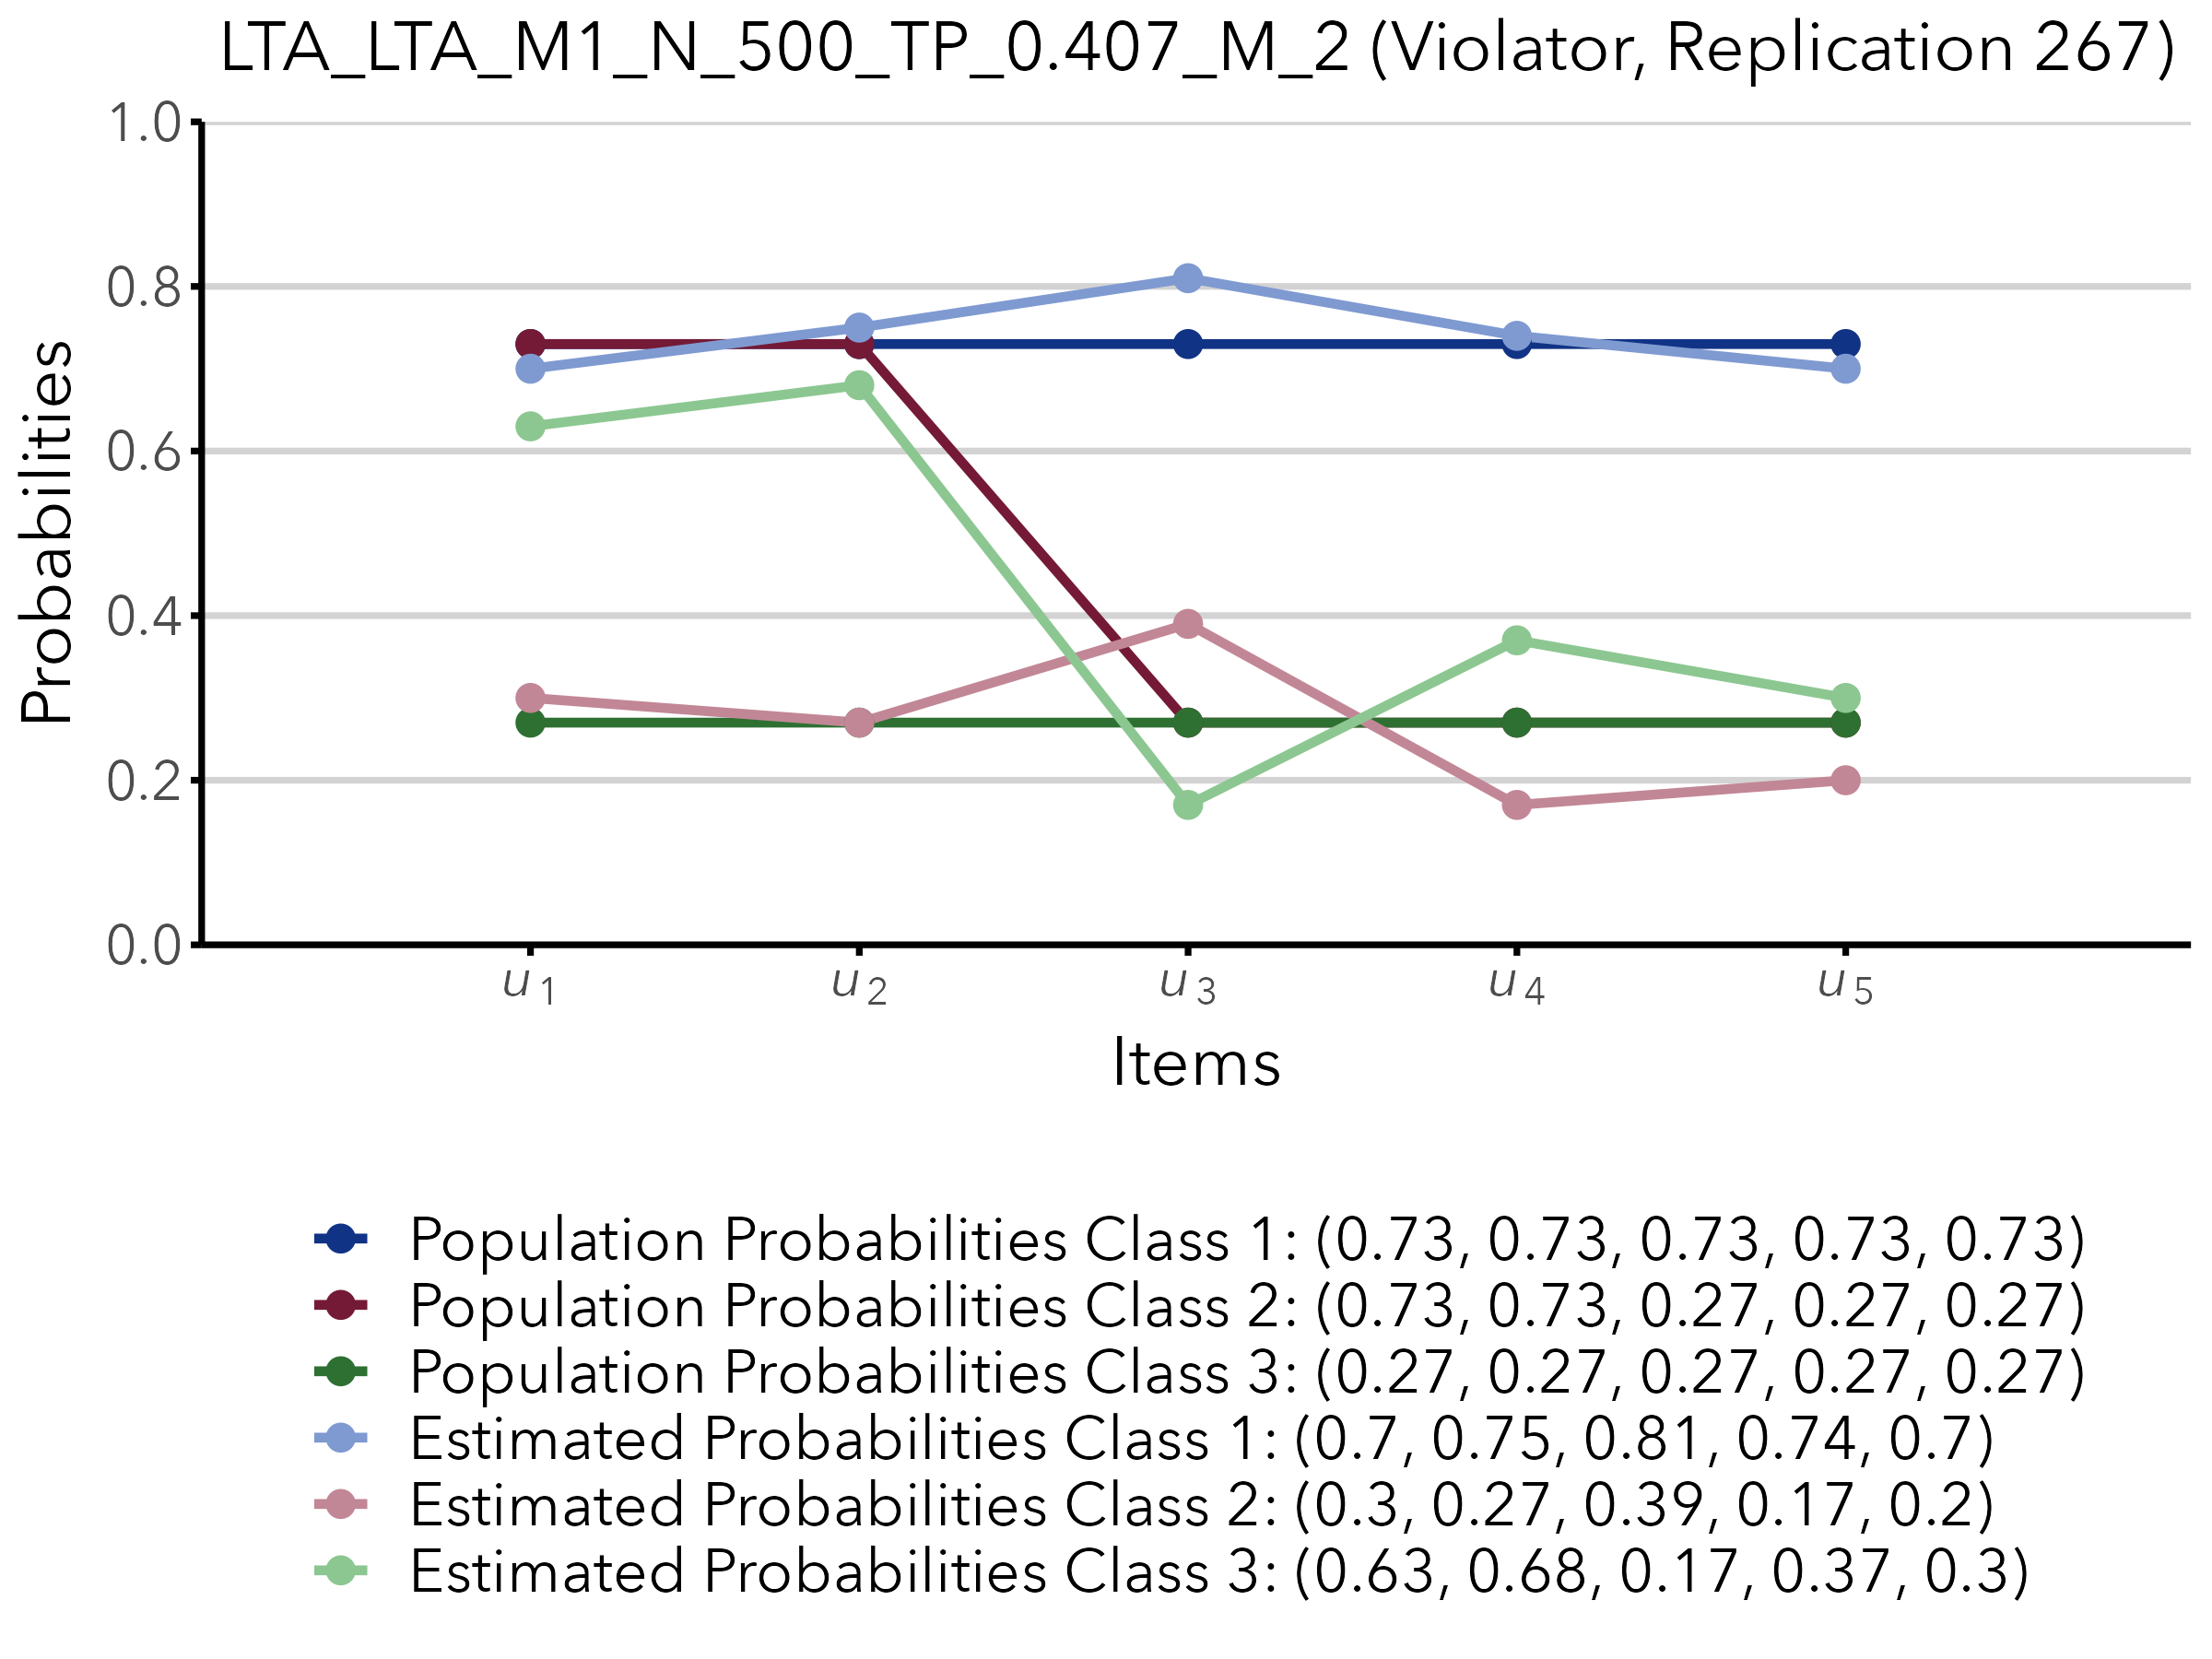 LTA_LTA_M1_N_500_TP_0.407_M_2 (Violator, Replication 267)
Probabilities
1.0
0.8
0.6
0.4
0.2
0.0
u1 u2 u3 u4 u5
Items
Population Probabilities Class 1: (0.73, 0.73, 0.73, 0.73, 0.73)
Population Probabilities Class 2: (0.73, 0.73, 0.27, 0.27, 0.27)
Population Probabilities Class 3: (0.27, 0.27, 0.27, 0.27, 0.27)
Estimated Probabilities Class 1: (0.7, 0.75, 0.81, 0.74, 0.7)
Estimated Probabilities Class 2: (0.3, 0.27, 0.39, 0.17, 0.2)
Estimated Probabilities Class 3: (0.63, 0.68, 0.17, 0.37, 0.3)